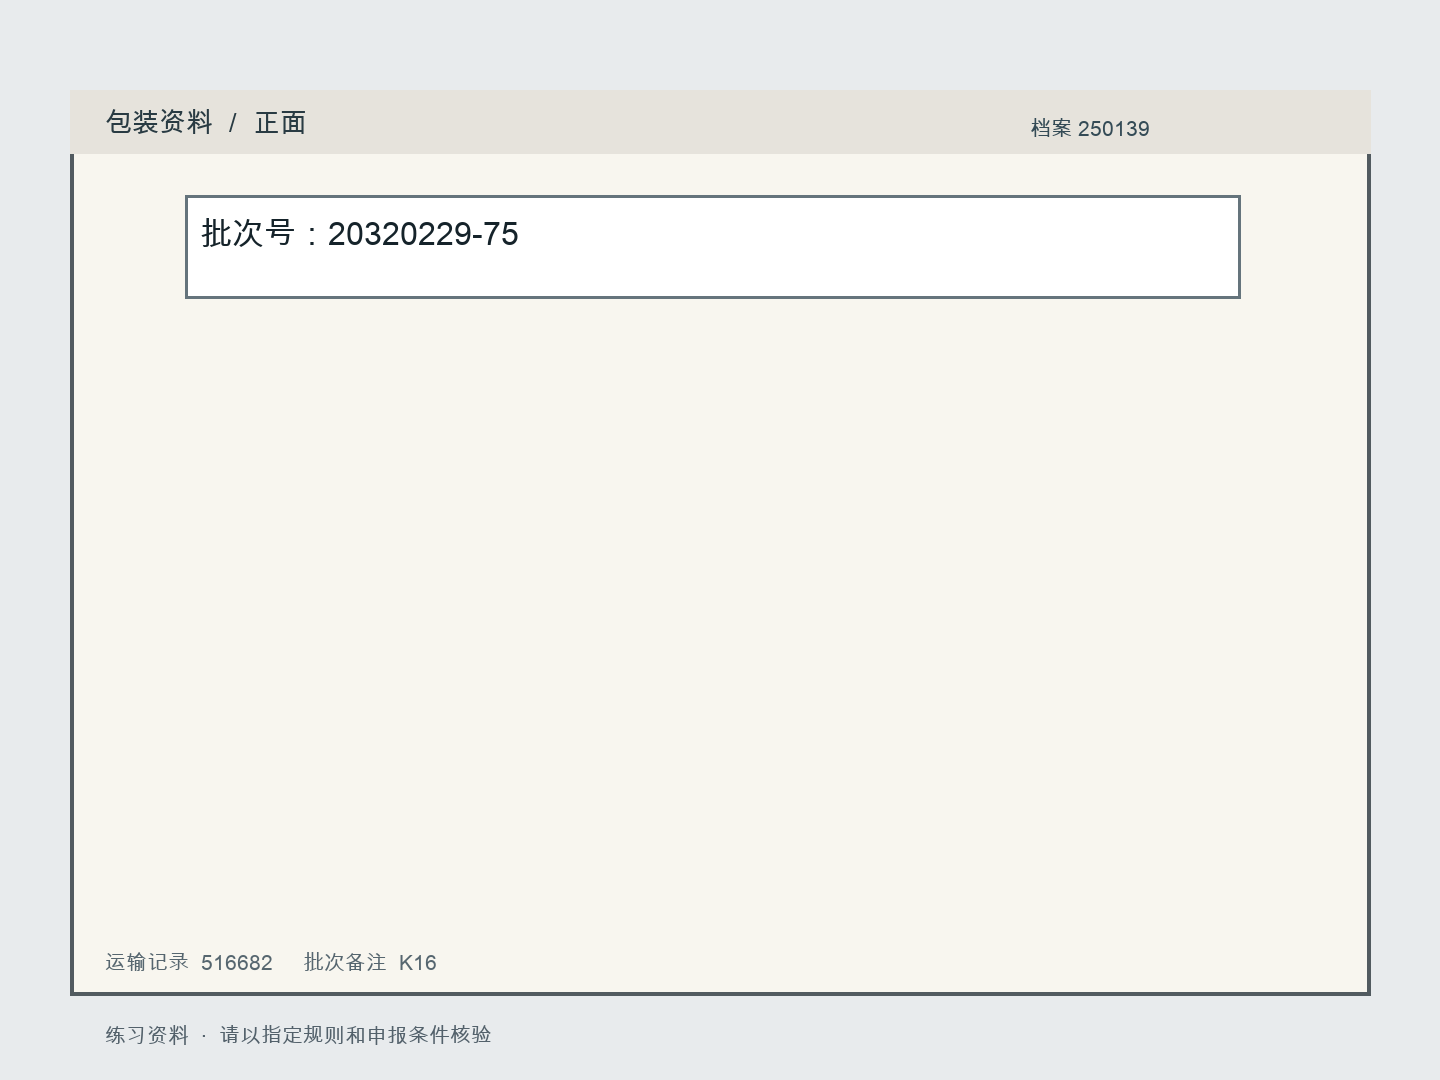 包装资料 / 正面
档案 250139
批次号：20320229-75
运输记录 516682 批次备注 K16
练习资料 · 请以指定规则和申报条件核验